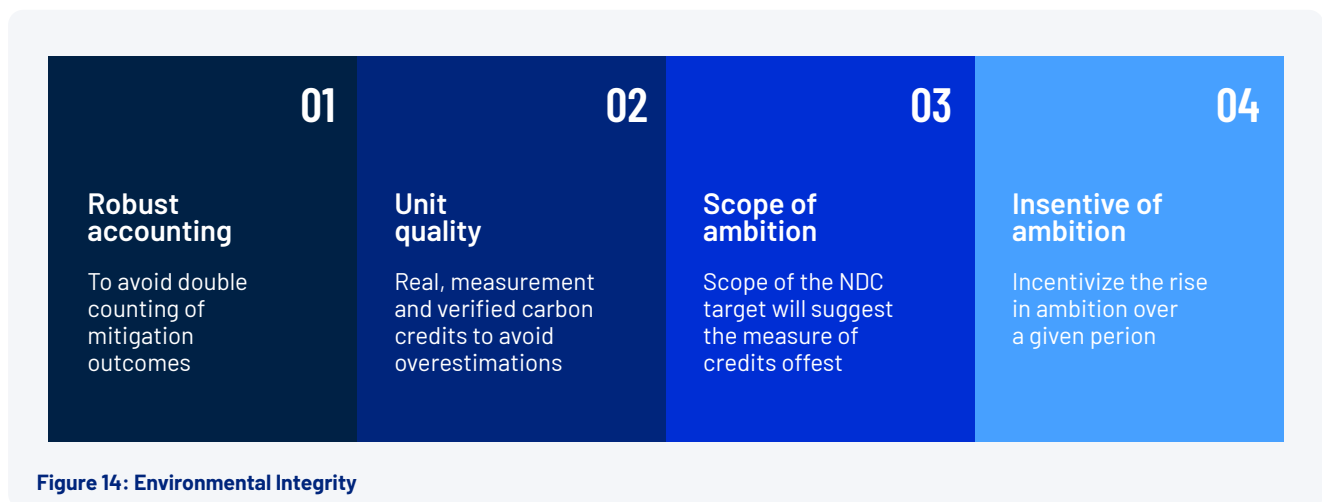 01
Robust
accounting
To avoid double
counting of
mitigation
outcomes
02
Unit
quality
Real, measurement
and verified carbon
credits to avoid
overestimations
03
Scope of
ambition
Scope of the NDC
target will suggest
the measure of
credits offest
04
Insentive of
ambition
Incentivize the rise
in ambition over
a given perion
Figure 14: Environmental Integrity